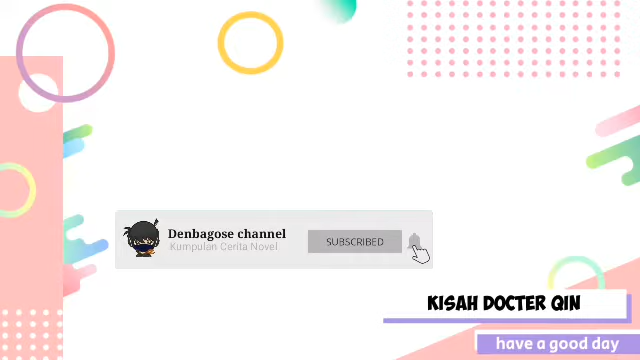 Denbagose channel
Kumpulan Cerita Novel
SUBSCRIBED
KISAH DOCTER QIN
have a good day